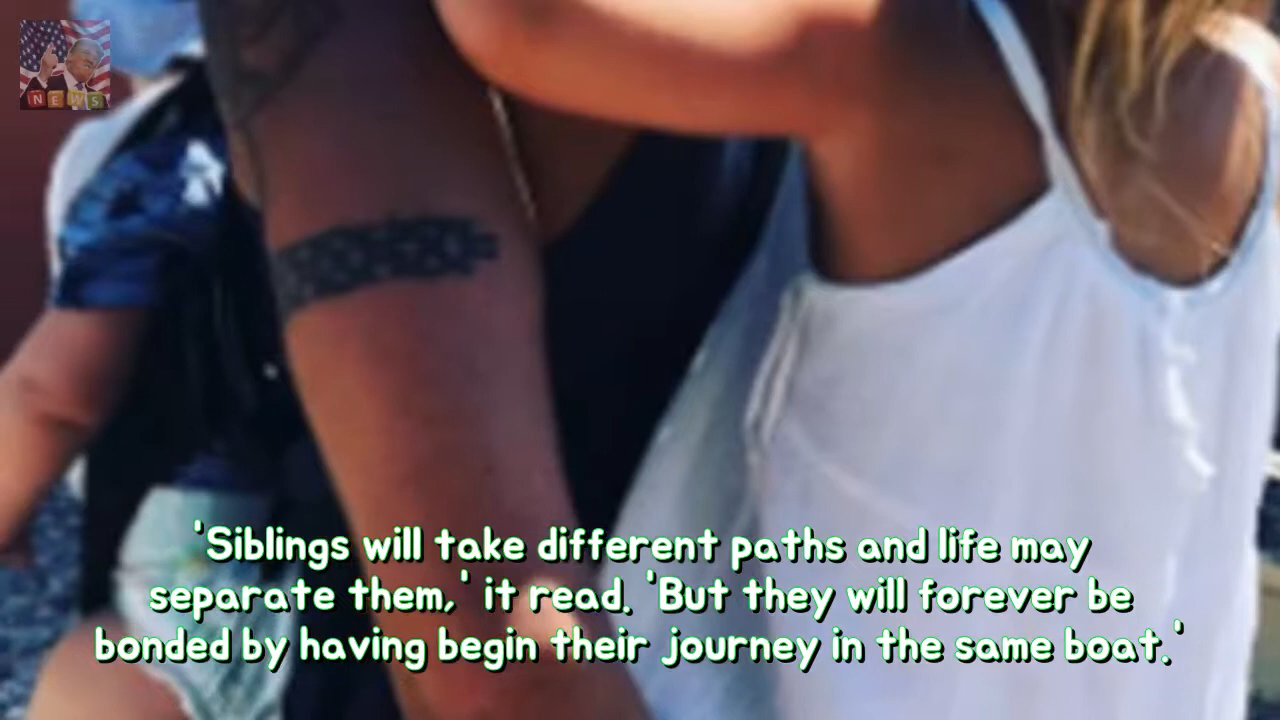 NEWS
'Siblings will take different paths and life may
separate them,' it read. 'But they will forever be
bonded by having begin their journey in the same boat.'